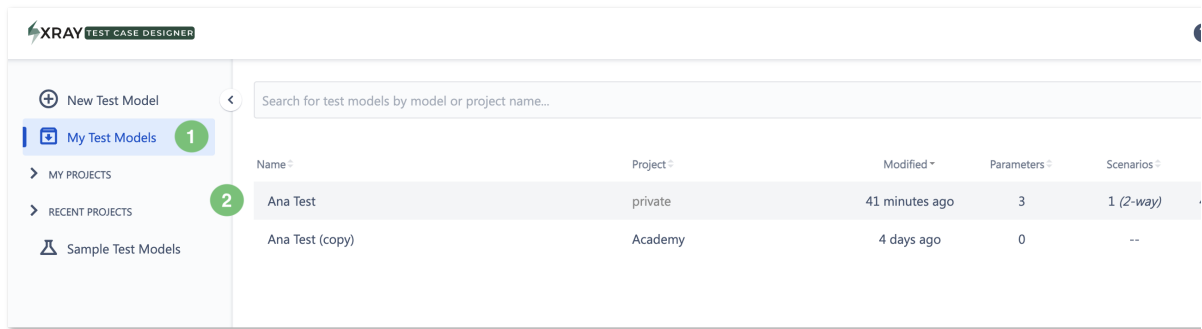 XRAY TEST CASE DESIGNER
New Test Model
Search for test models by model or project name...
My Test Models 1
MY PROJECTS
Name Project Modified Parameters Scenarios
2 Ana Test private 41 minutes ago 3 1 (2-way)
RECENT PROJECTS
Ana Test (copy) Academy 4 days ago 0 --
Sample Test Models